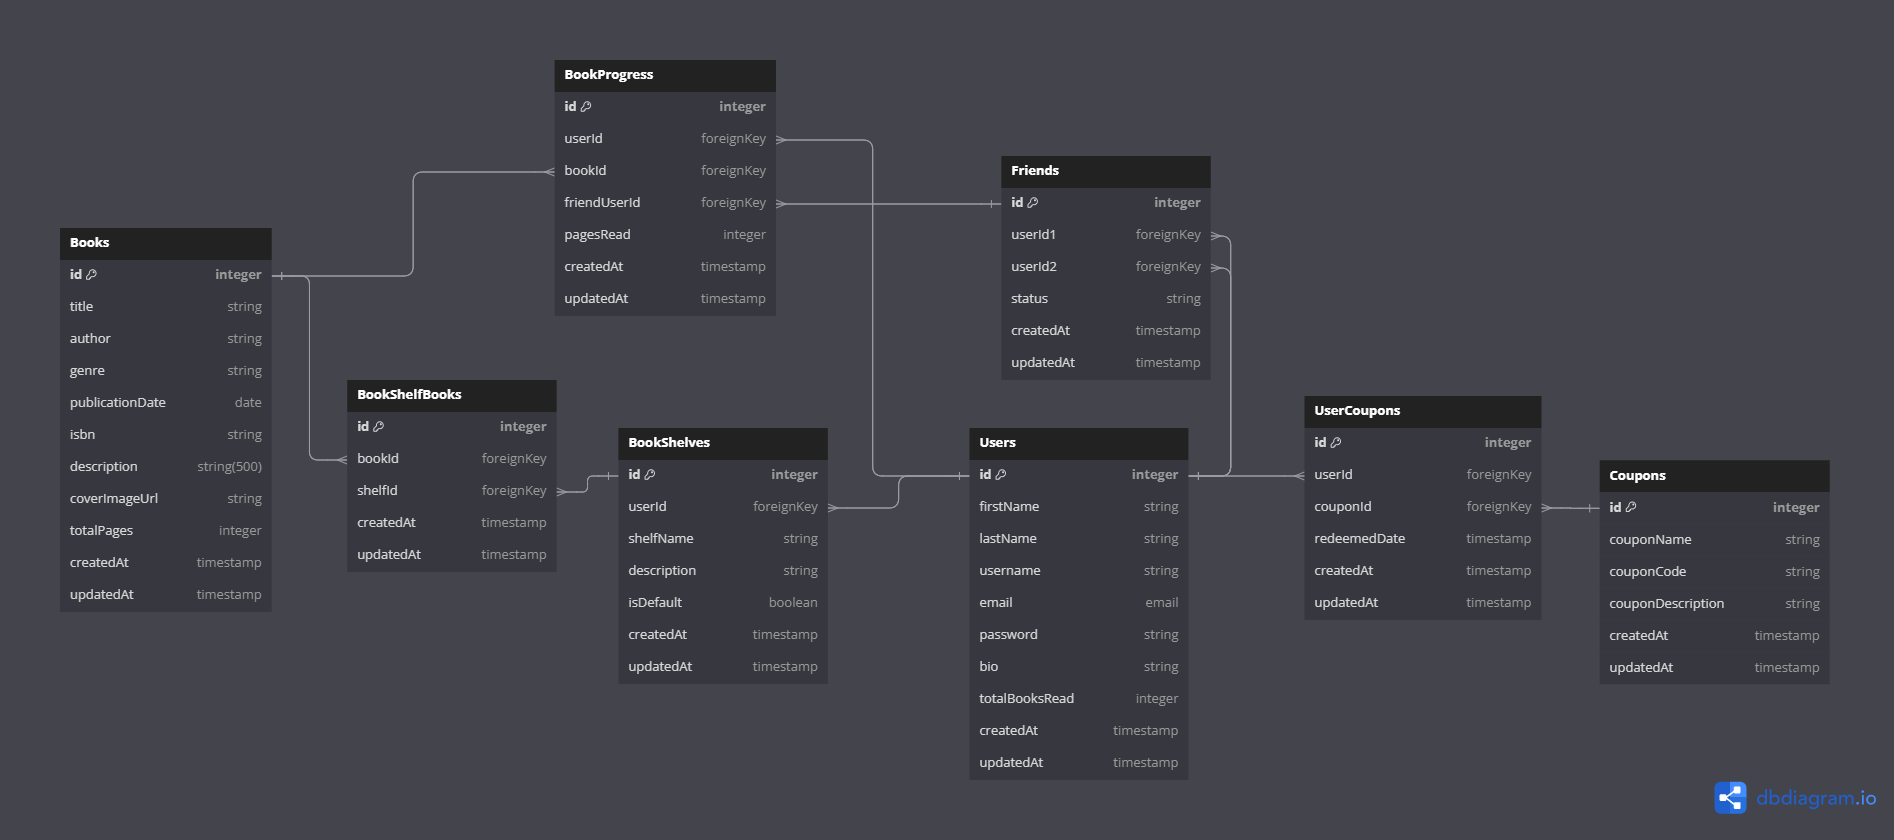 BookProgress
id integer
userId foreignKey
bookId foreignKey
friendUserId foreignKey
pagesRead integer
createdAt timestamp
updatedAt timestamp
Friends
id integer
userId1 foreignKey
userId2 foreignKey
status string
createdAt timestamp
updatedAt timestamp
Books
id integer
title string
author string
genre string
publicationDate date
isbn string
description string(500)
coverImageUrl string
totalPages integer
createdAt timestamp
updatedAt timestamp
BookShelfBooks
id integer
bookId foreignKey
shelfId foreignKey
createdAt timestamp
updatedAt timestamp
BookShelves
id integer
userId foreignKey
shelfName string
description string
isDefault boolean
createdAt timestamp
updatedAt timestamp
Users
id integer
firstName string
lastName string
username string
email email
password string
bio string
totalBooksRead integer
createdAt timestamp
updatedAt timestamp
UserCoupons
id integer
userId foreignKey
couponId foreignKey
redeemedDate timestamp
createdAt timestamp
updatedAt timestamp
Coupons
id integer
couponName string
couponCode string
couponDescription string
createdAt timestamp
updatedAt timestamp
dbdiagram.io